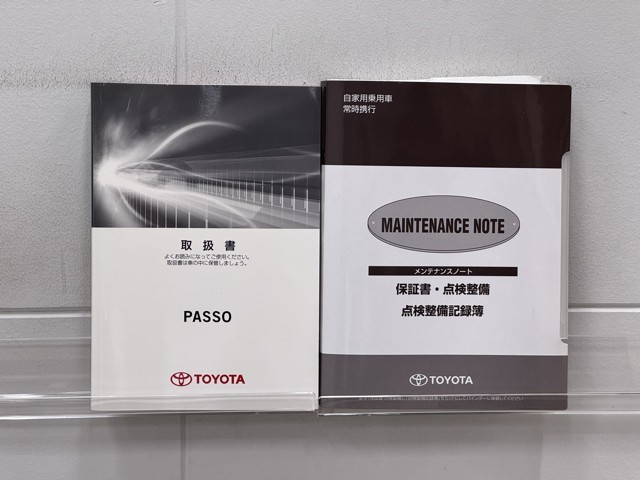 取扱書
よくお読みになってご使用ください。
取扱書は車の中に保管しましょう。
PASSO
TOYOTA
自家用乗用車
常時携行
MAINTENANCE NOTE
メンテナンスノート
保証書・点検整備
点検整備記録簿
TOYOTA